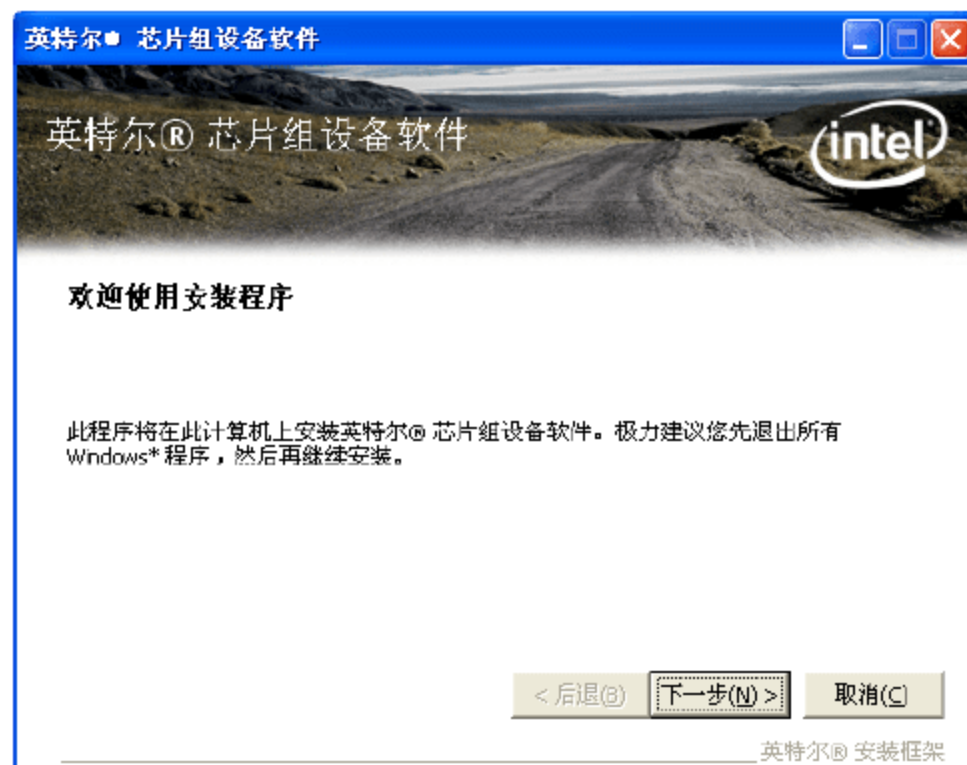 英特尔® 芯片组设备软件
英特尔® 芯片组设备软件
intel
欢迎使用安装程序
此程序将在此计算机上安装英特尔® 芯片组设备软件。极力建议您先退出所有
Windows* 程序，然后再继续安装。
< 后退(B)
下一步(N) >
取消(C)
英特尔® 安装框架